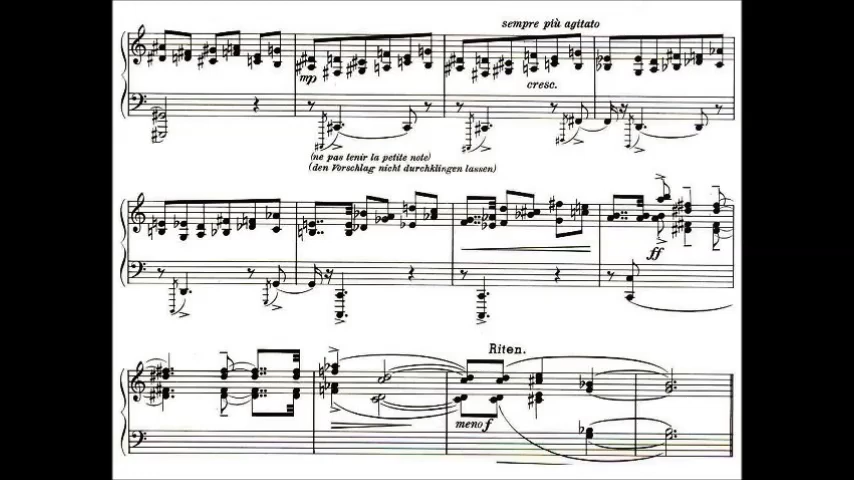 sempre più agitato
mp
cresc.
(ne pas tenir la petite note)
(den Vorschlag nicht durchklingen lassen)
ff
Riten.
meno f